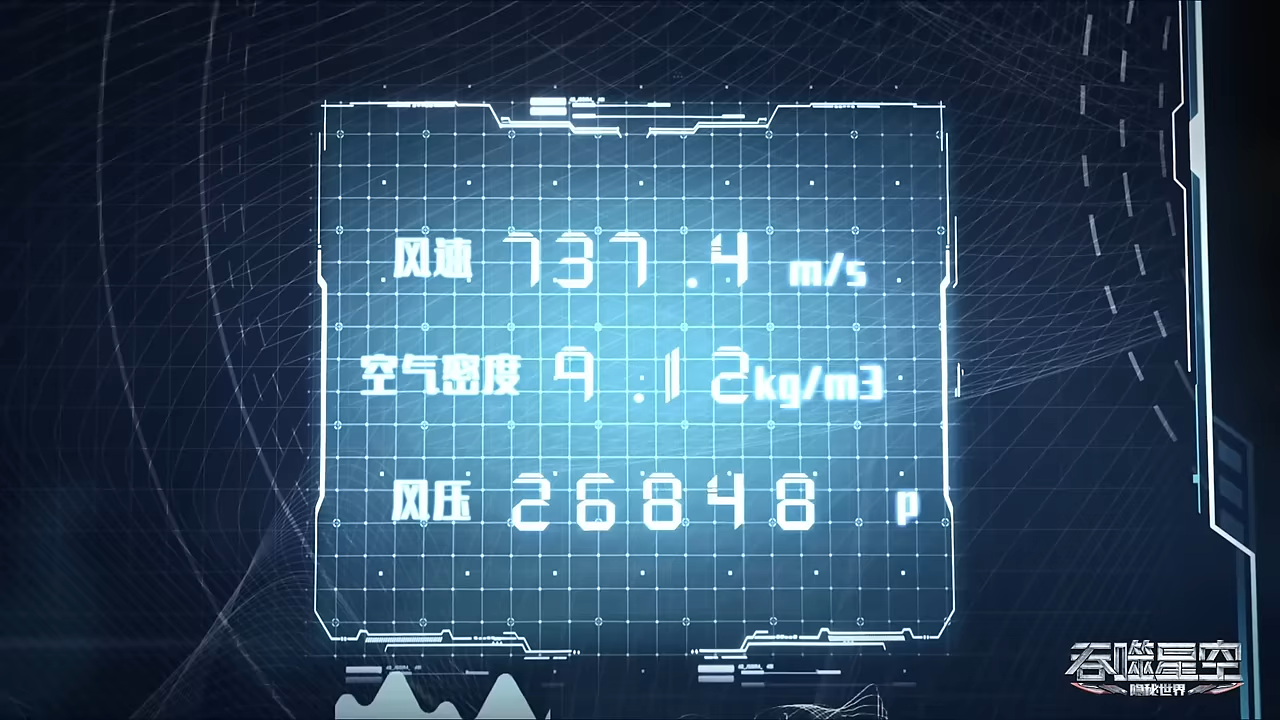 风速 737.4 m/s
空气密度 9.12kg/m3
风压 26848 p
吞噬星空
隐秘世界